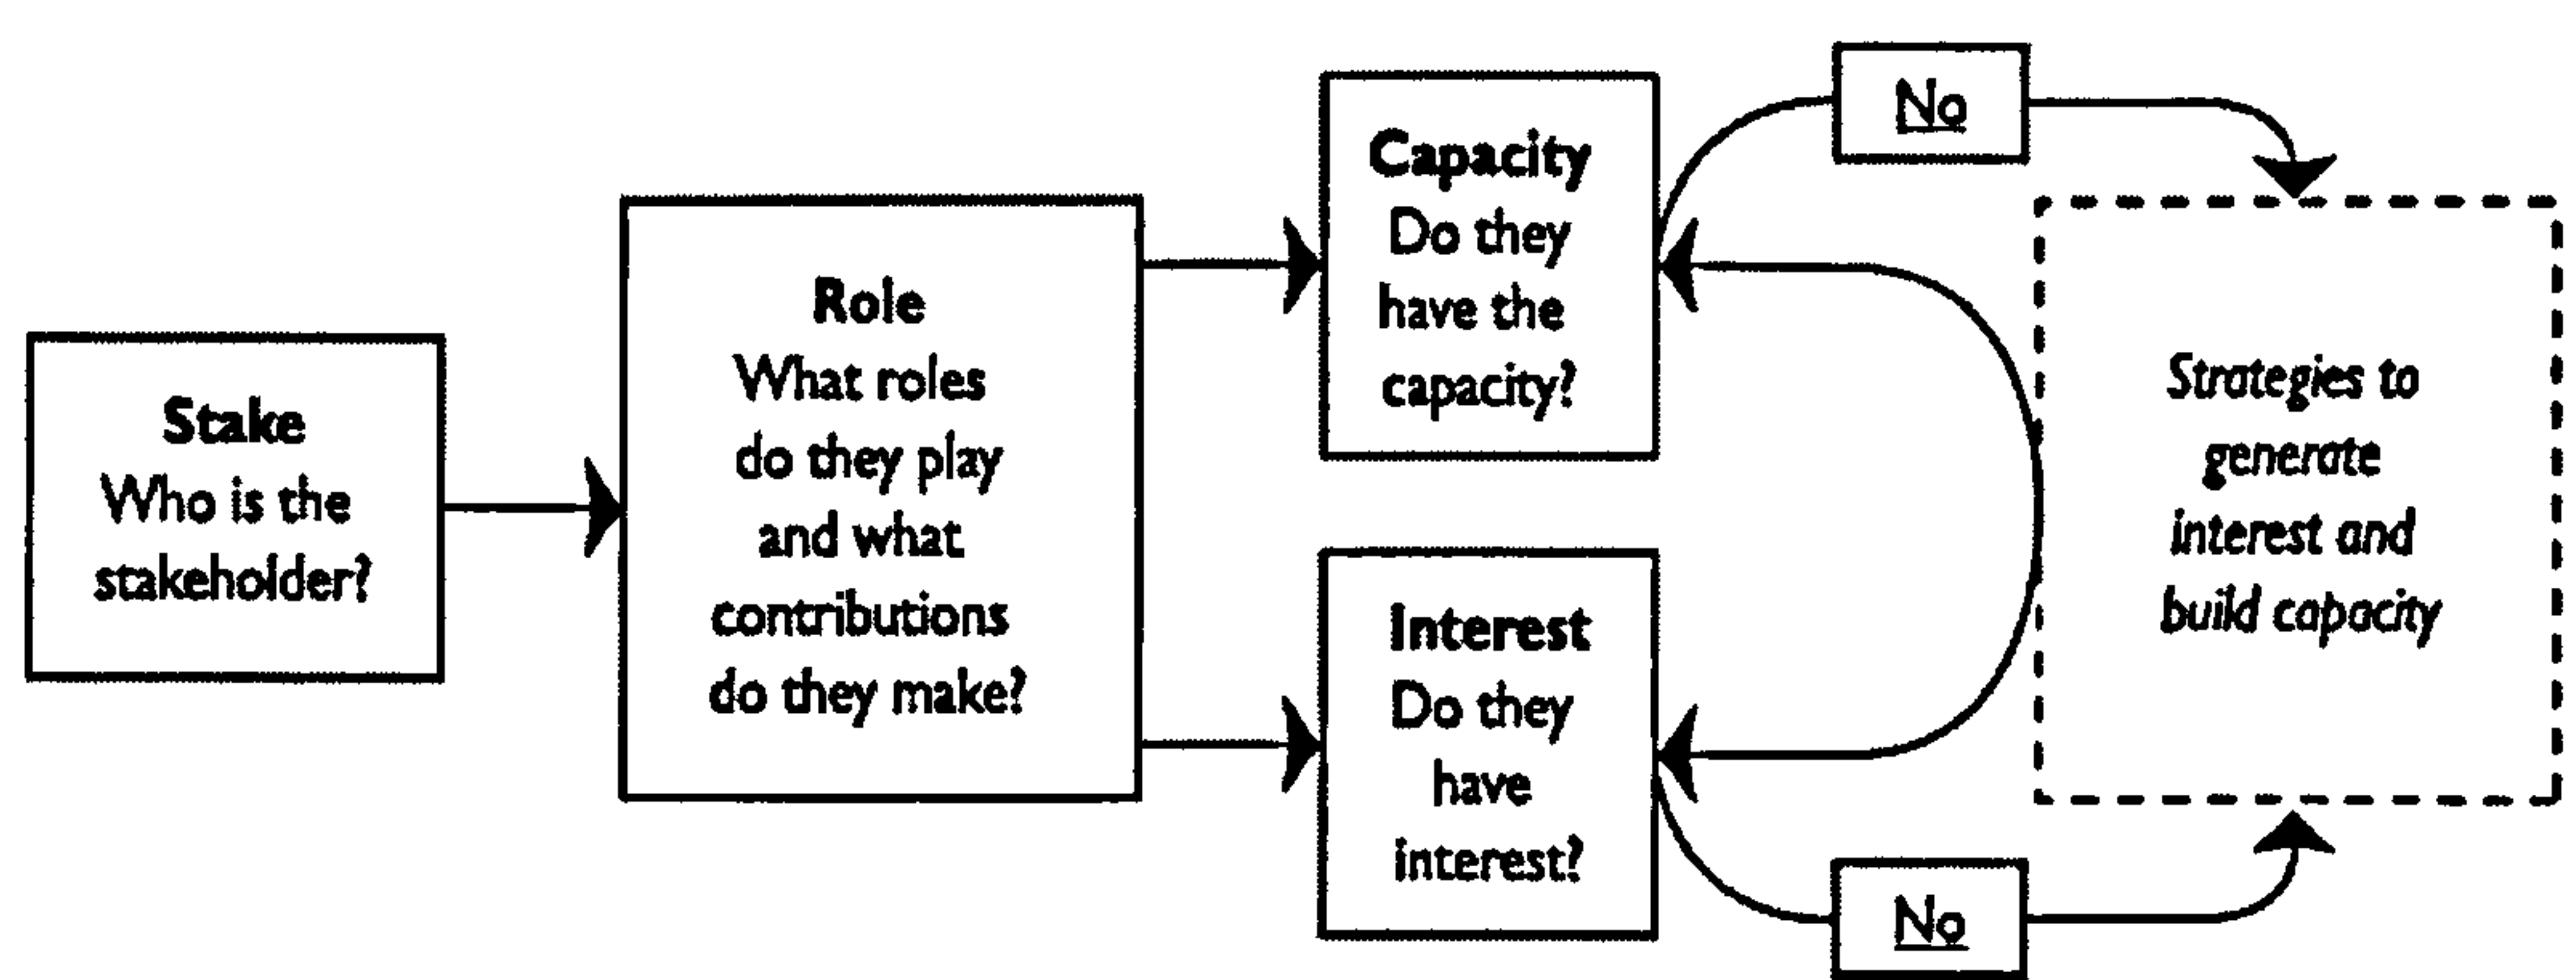 Stake
Who is the
stakeholder?
Role
What roles
do they play
and what
contributions
do they make?
Capacity
Do they
have the
capacity?
Interest
Do they
have
interest?
No
No
Strategies to
generate
interest and
build capacity